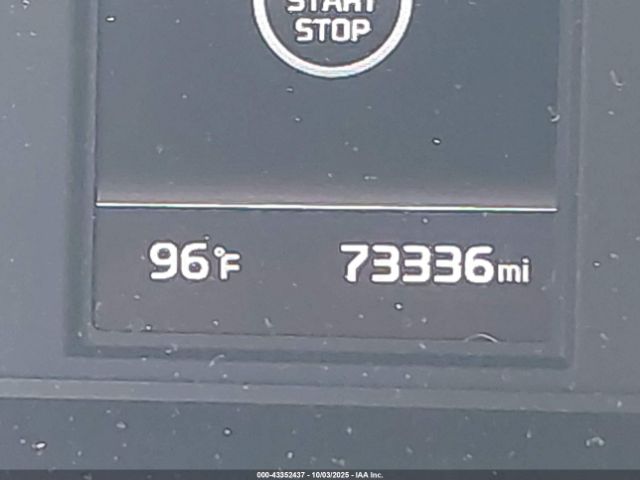 START
STOP
96°F 73336mi
000-43352437 - 10/03/2025 - IAA Inc.